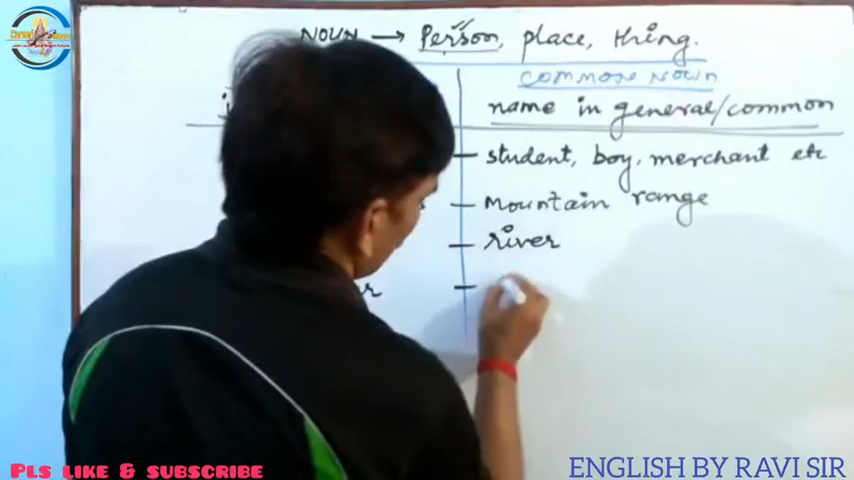 NOUN → Person, place, thing.
COMMON NOUN
name in general/common
student, boy, merchant etc
Mountain range
river
PLS LIKE & SUBSCRIBE
ENGLISH BY RAVI SIR